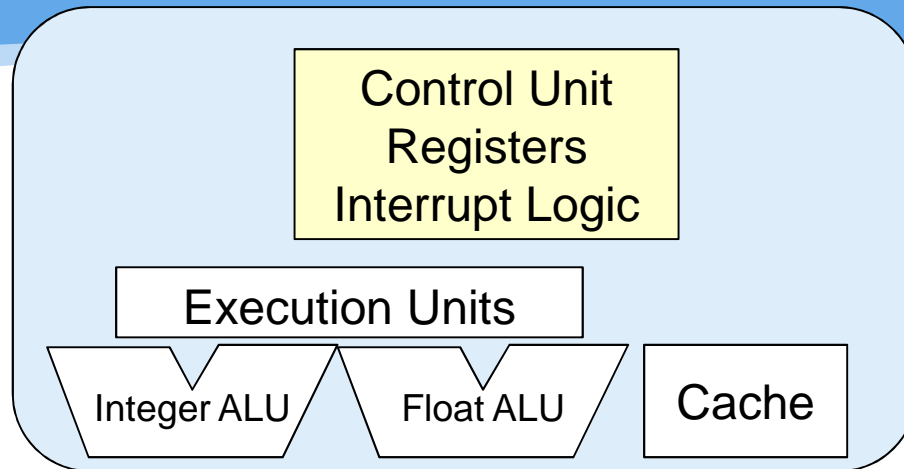 Control Unit
Registers
Interrupt Logic
Execution Units
Integer ALU
Float ALU
Cache